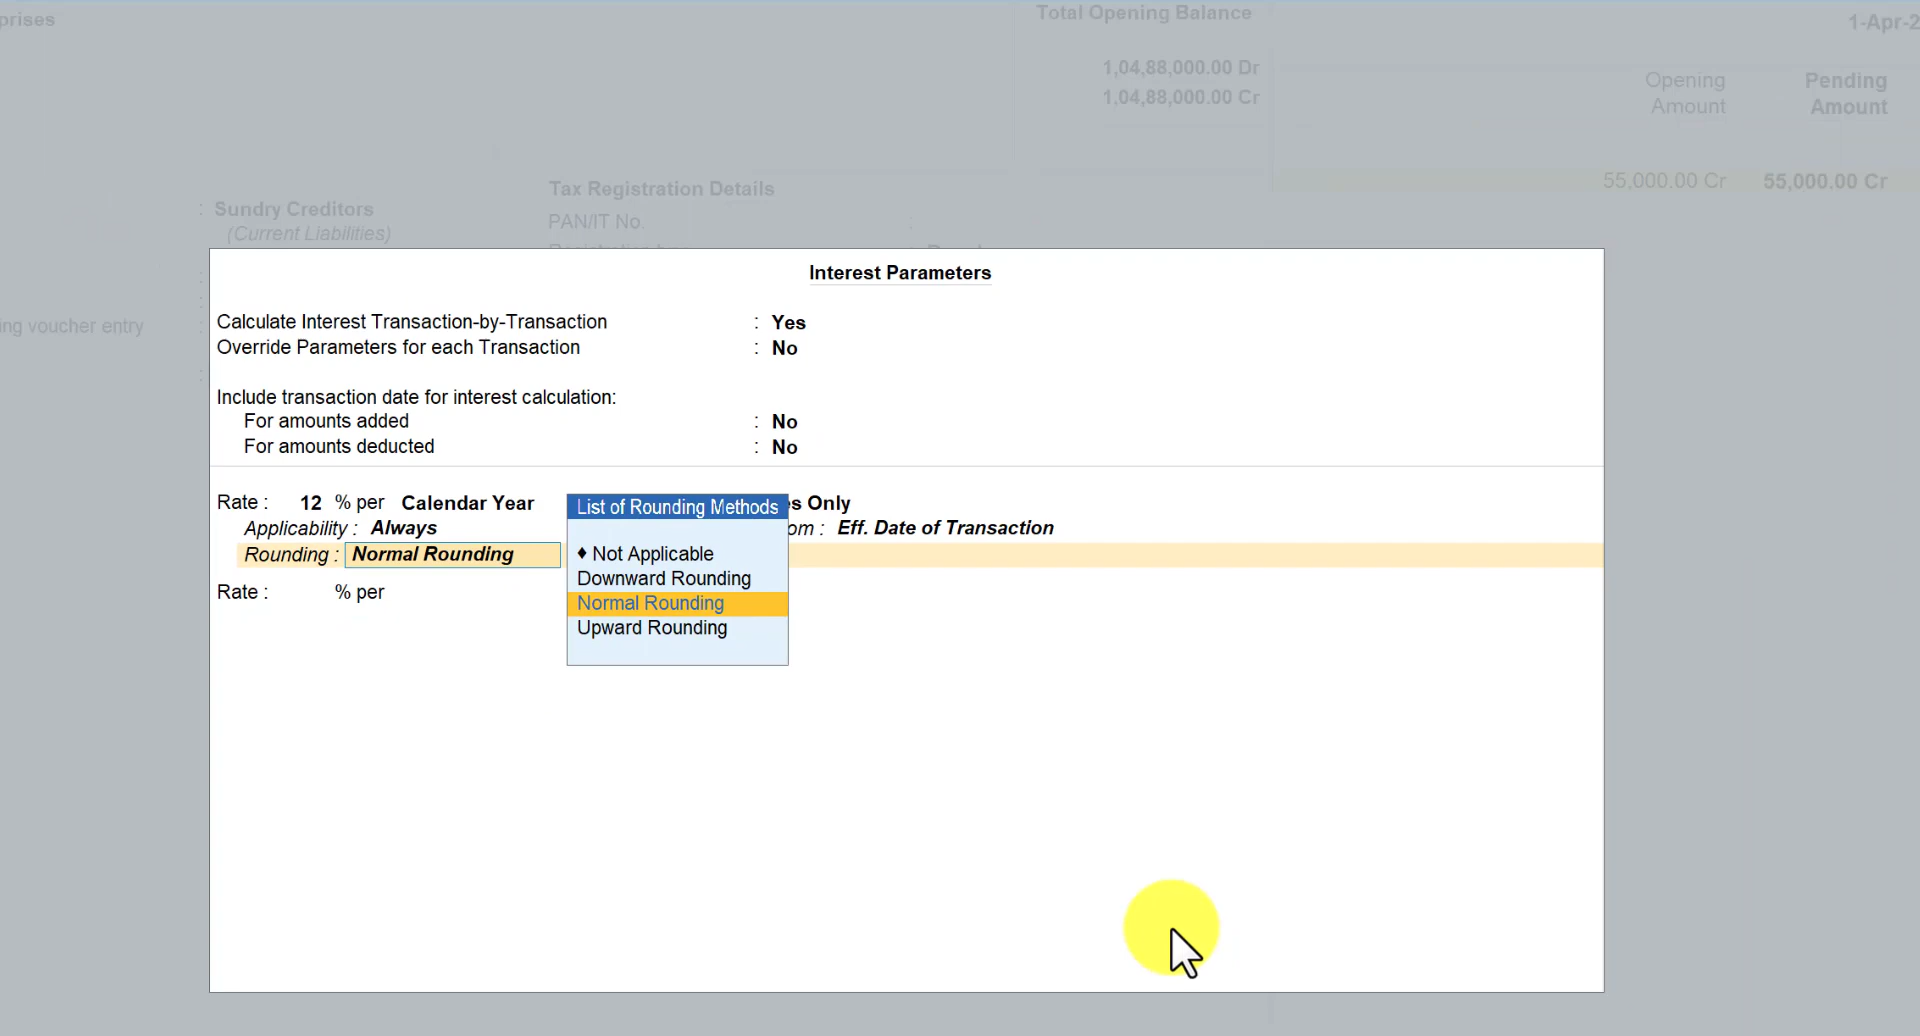 prises
Total Opening Balance
1-Apr-2
1,04,88,000.00 Dr
1,04,88,000.00 Cr
Opening Amount
Pending Amount
55,000.00 Cr 55,000.00 Cr
: Sundry Creditors
(Current Liabilities)
Tax Registration Details
PAN/IT No. :
ing voucher entry :
Interest Parameters
Calculate Interest Transaction-by-Transaction : Yes
Override Parameters for each Transaction : No
Include transaction date for interest calculation:
For amounts added : No
For amounts deducted : No
Rate : 12 % per Calendar Year es Only
Applicability : Always om : Eff. Date of Transaction
Rounding : Normal Rounding
Rate : % per
List of Rounding Methods
♦ Not Applicable
Downward Rounding
Normal Rounding
Upward Rounding